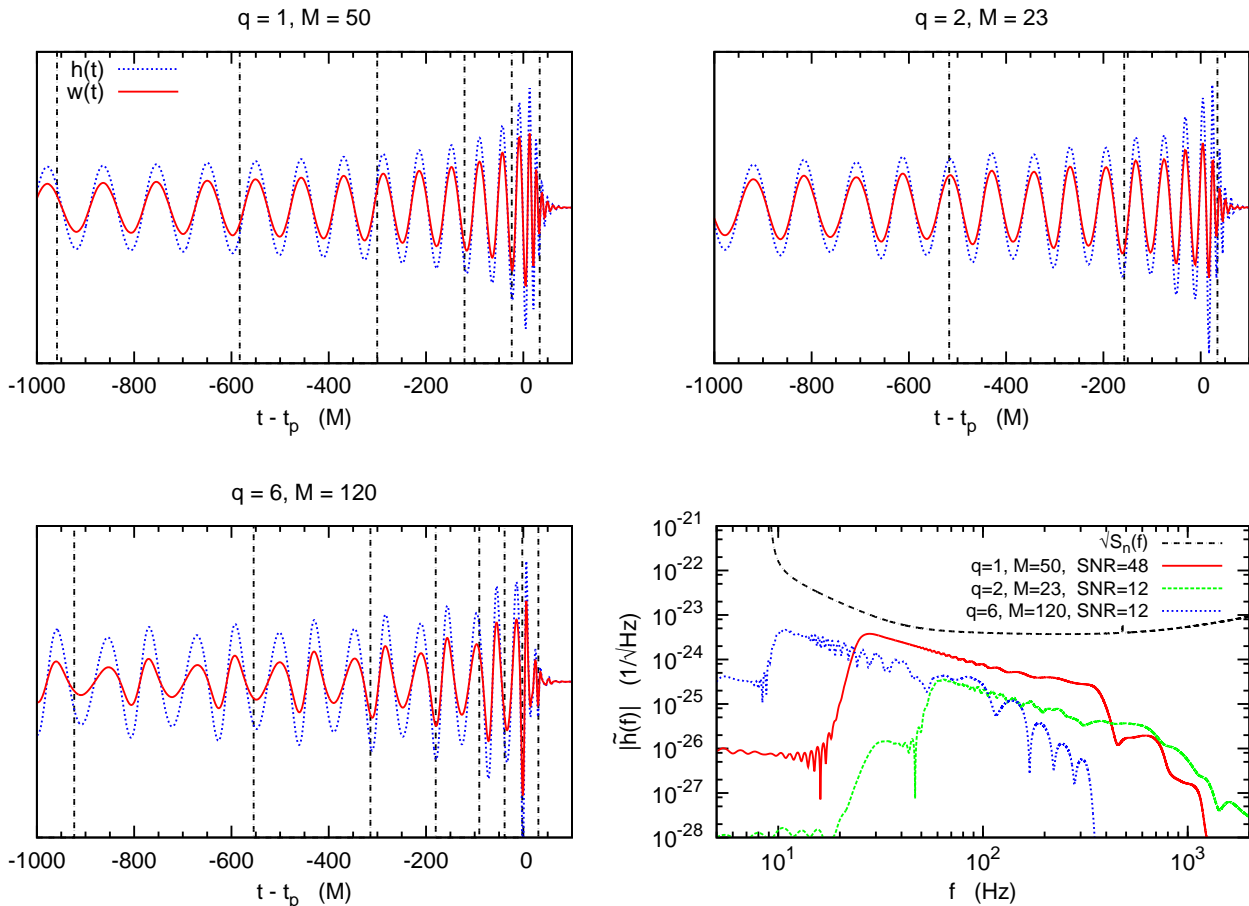 q = 1, M = 50
h(t)
w(t)
-1000 -800 -600 -400 -200 0
t - t_p (M)
q = 2, M = 23
-1000 -800 -600 -400 -200 0
t - t_p (M)
q = 6, M = 120
-1000 -800 -600 -400 -200 0
t - t_p (M)
√S_n(f)
q=1, M=50, SNR=48
q=2, M=23, SNR=12
q=6, M=120, SNR=12
10^-21
10^-22
10^-23
10^-24
10^-25
10^-26
10^-27
10^-28
|h̃(f)| (1/√Hz)
10^1 10^2 10^3
f (Hz)